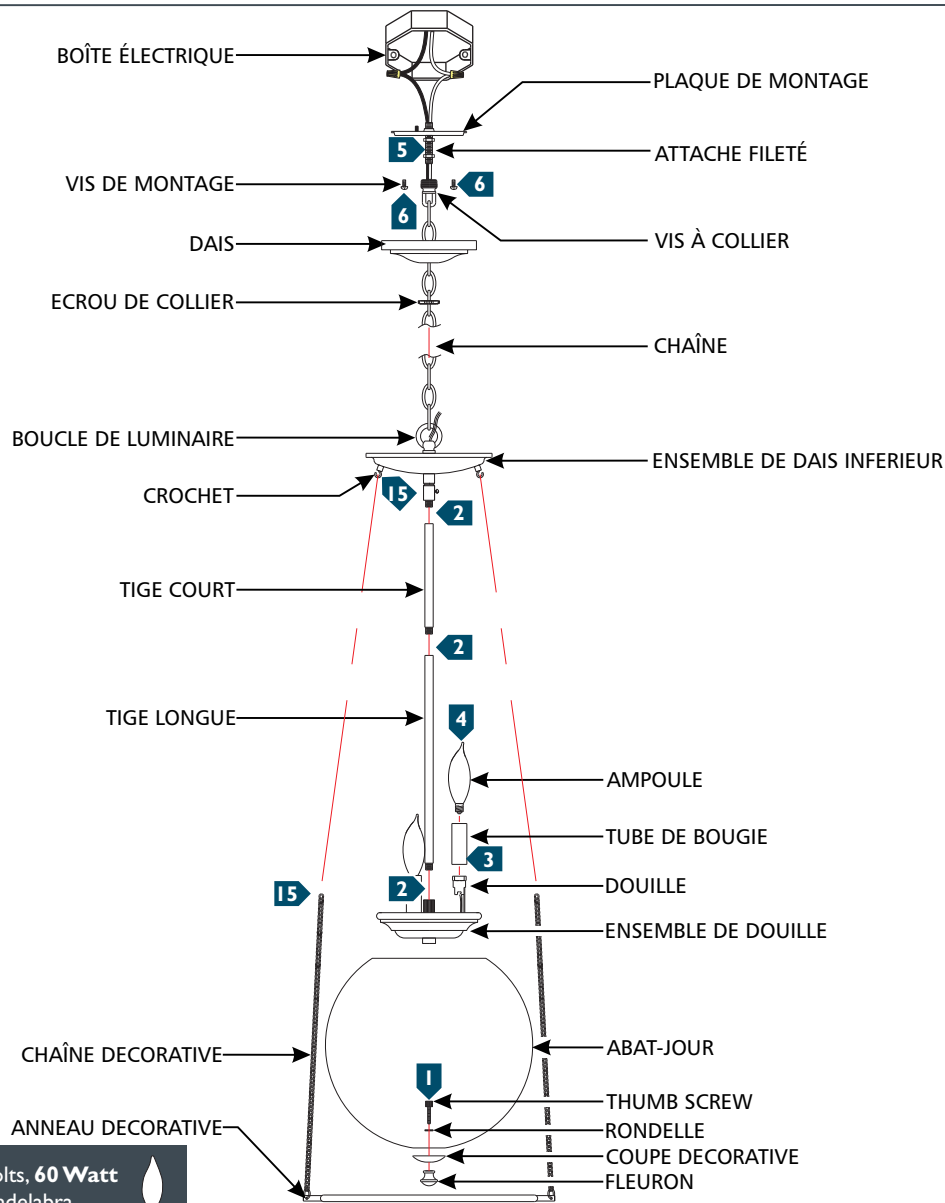 BOÎTE ÉLECTRIQUE
PLAQUE DE MONTAGE
5
ATTACHE FILETÉ
VIS DE MONTAGE
6
6
DAIS
VIS À COLLIER
ECROU DE COLLIER
CHAÎNE
BOUCLE DE LUMINAIRE
ENSEMBLE DE DAIS INFERIEUR
CROCHET
15
2
TIGE COURT
2
TIGE LONGUE
4
AMPOULE
TUBE DE BOUGIE
3
2
DOUILLE
15
ENSEMBLE DE DOUILLE
CHAÎNE DECORATIVE
ABAT-JOUR
1
THUMB SCREW
ANNEAU DECORATIVE
RONDELLE
COUPE DECORATIVE
FLEURON
olts, 60 Watt